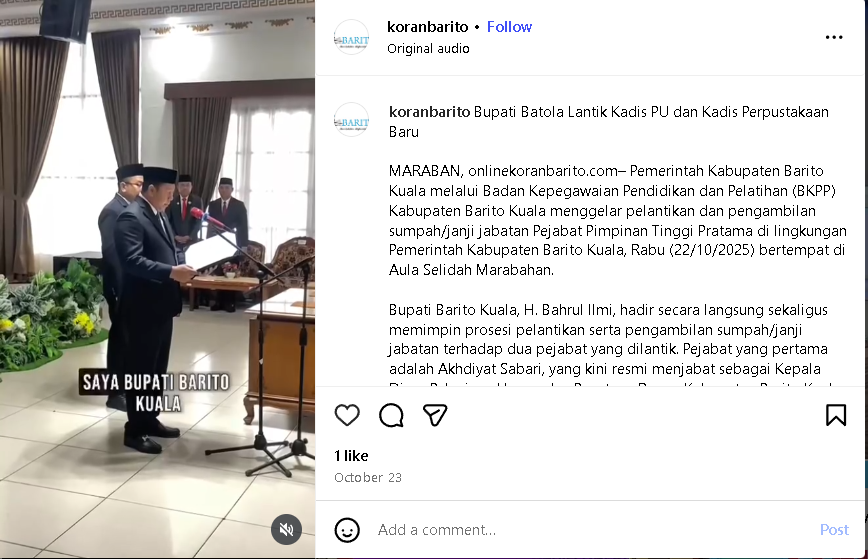 koranbarito • Follow
Original audio
BARIT
BARIT
koranbarito Bupati Batola Lantik Kadis PU dan Kadis Perpustakaan
Baru
MARABAN, onlinekoranbarito.com– Pemerintah Kabupaten Barito
Kuala melalui Badan Kepegawaian Pendidikan dan Pelatihan (BKPP)
Kabupaten Barito Kuala menggelar pelantikan dan pengambilan
sumpah/janji jabatan Pejabat Pimpinan Tinggi Pratama di lingkungan
Pemerintah Kabupaten Barito Kuala, Rabu (22/10/2025) bertempat di
Aula Selidah Marabahan.
Bupati Barito Kuala, H. Bahrul Ilmi, hadir secara langsung sekaligus
memimpin prosesi pelantikan serta pengambilan sumpah/janji
jabatan terhadap dua pejabat yang dilantik. Pejabat yang pertama
adalah Akhdiyat Sabari, yang kini resmi menjabat sebagai Kepala
SAYA BUPATI BARITO
KUALA
1 like
October 23
Add a comment...
Post